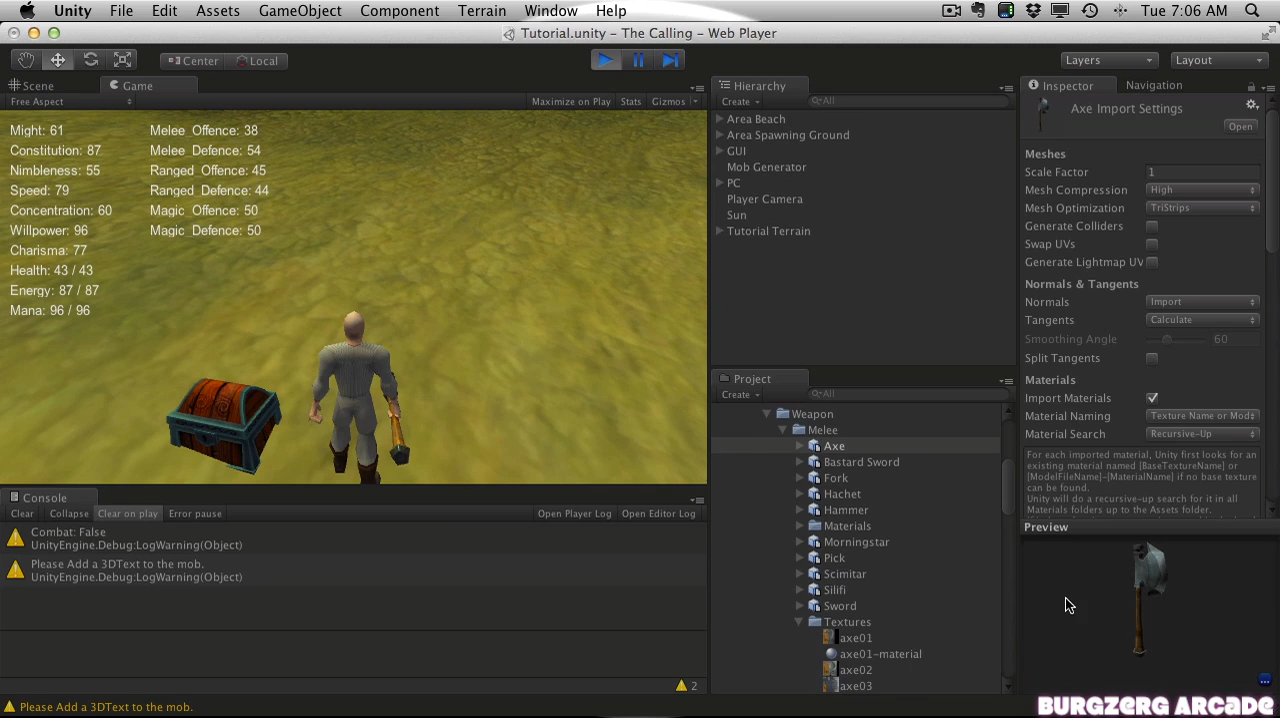 Unity File Edit Assets GameObject Component Terrain Window Help Tue 7:06 AM
Tutorial.unity - The Calling - Web Player
Center Local Layers Layout
Scene Game
Free Aspect Maximize on Play Stats Gizmos
Might: 61 Melee Offence: 38
Constitution: 87 Melee Defence: 54
Nimbleness: 55 Ranged Offence: 45
Speed: 79 Ranged Defence: 44
Concentration: 60 Magic Offence: 50
Willpower: 96 Magic Defence: 50
Charisma: 77
Health: 43 / 43
Energy: 87 / 87
Mana: 96 / 96
Console
Clear Collapse Clear on play Error pause Open Player Log Open Editor Log
Combat: False
UnityEngine.Debug:LogWarning(Object)
Please Add a 3DText to the mob.
UnityEngine.Debug:LogWarning(Object)
2
Please Add a 3DText to the mob.
Hierarchy
Create All
Area Beach
Area Spawning Ground
GUI
Mob Generator
PC
Player Camera
Sun
Tutorial Terrain
Project
Create All
Weapon
Melee
Axe
Bastard Sword
Fork
Hachet
Hammer
Materials
Morningstar
Pick
Scimitar
Silifi
Sword
Textures
axe01
axe01-material
axe02
axe03
Inspector Navigation
Axe Import Settings
Open
Meshes
Scale Factor 1
Mesh Compression High
Mesh Optimization TriStrips
Generate Colliders
Swap UVs
Generate Lightmap UV
Normals & Tangents
Normals Import
Tangents Calculate
Smoothing Angle 60
Split Tangents
Materials
Import Materials
Material Naming Texture Name or Mod
Material Search Recursive-Up
For each imported material, Unity first looks for an
existing material named [BaseTextureName] or
[ModelFileName]-[MaterialName] if no base texture
can be found.
Unity will do a recursive-up search for it in all
Materials folders up to the Assets folder.
Preview
BURGZERG ARCADE